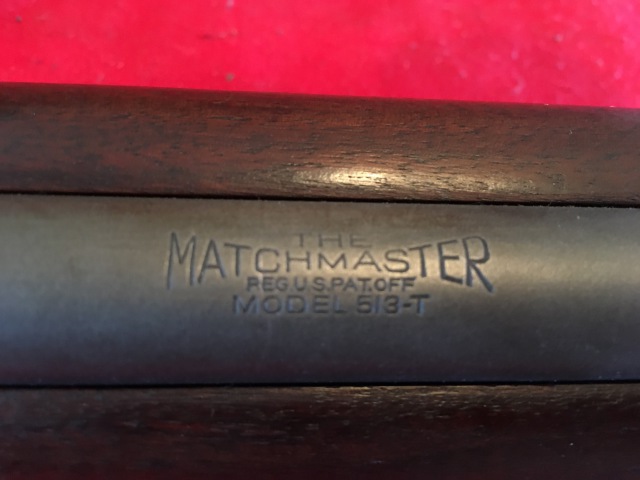 THE
MATCHMASTER
REG.U.S.PAT.OFF
MODEL 513-T